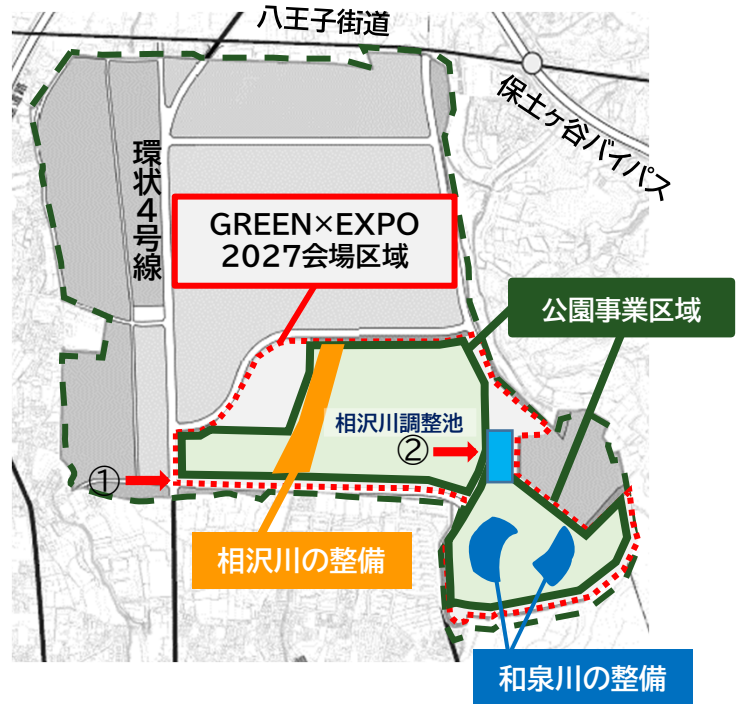 八王子街道
保土ヶ谷バイパス
環状4号線
GREEN×EXPO
2027会場区域
公園事業区域
相沢川調整池
②
①
相沢川の整備
和泉川の整備